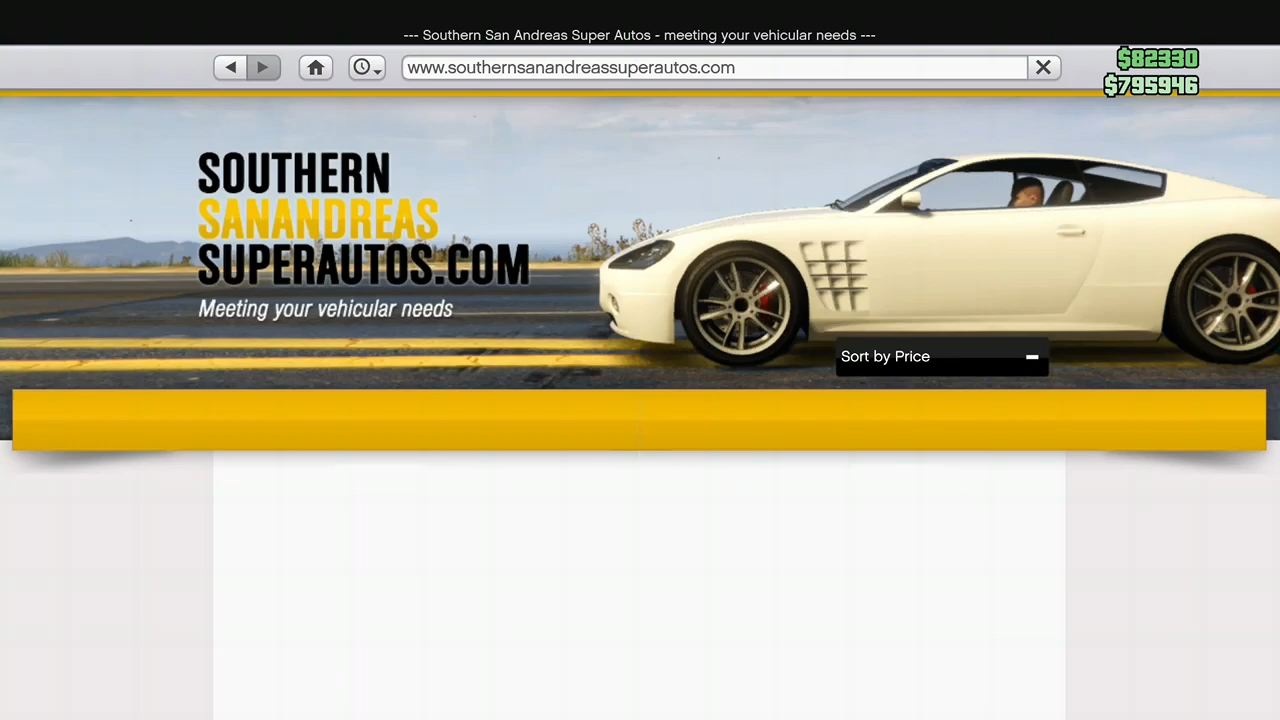 --- Southern San Andreas Super Autos - meeting your vehicular needs ---
www.southernsanandreassuperautos.com
$82330
$795946
SOUTHERN
SANANDREAS
SUPERAUTOS.COM
Meeting your vehicular needs
Sort by Price